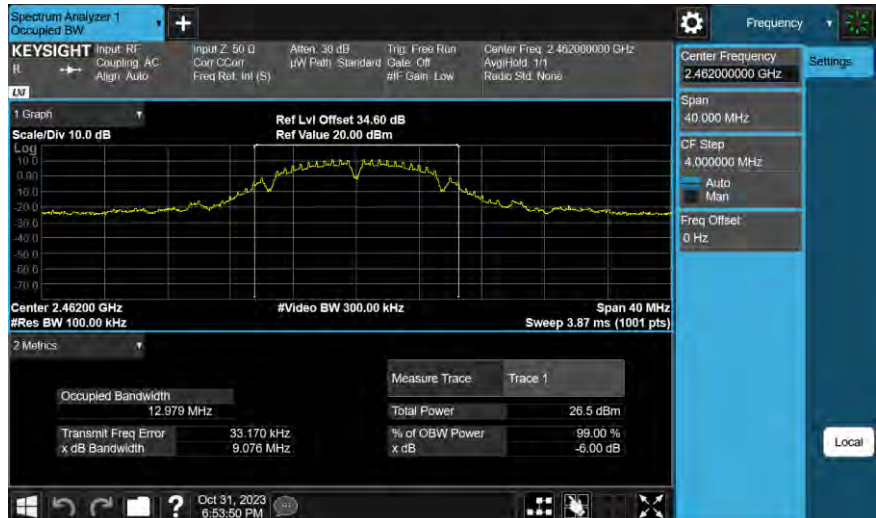 Spectrum Analyzer 1
Occupied BW
Frequency
KEYSIGHT
R
LXI
Input: RF
Coupling: AC
Align: Auto
Input Z: 50 Ω
Corr CCorr
Freq Ref: Int (S)
Atten: 30 dB
µW Path: Standard
Trig: Free Run
Gate: Off
#IF Gain: Low
Center Freq: 2.462000000 GHz
Avg|Hold: 1/1
Radio Std: None
Center Frequency
2.462000000 GHz
Settings
Span
40.000 MHz
CF Step
4.000000 MHz
Auto
Man
Freq Offset
0 Hz
1 Graph
Scale/Div 10.0 dB
Ref Lvl Offset 34.60 dB
Ref Value 20.00 dBm
Log
10.0
0.00
-10.0
-20.0
-30.0
-40.0
-50.0
-60.0
-70.0
Center 2.46200 GHz
#Video BW 300.00 kHz
Span 40 MHz
#Res BW 100.00 kHz
Sweep 3.87 ms (1001 pts)
2 Metrics
Measure Trace
Trace 1
Occupied Bandwidth
12.979 MHz
Total Power
26.5 dBm
Transmit Freq Error
33.170 kHz
% of OBW Power
99.00 %
x dB Bandwidth
9.076 MHz
x dB
-6.00 dB
Local
?
Oct 31, 2023
6:53:50 PM